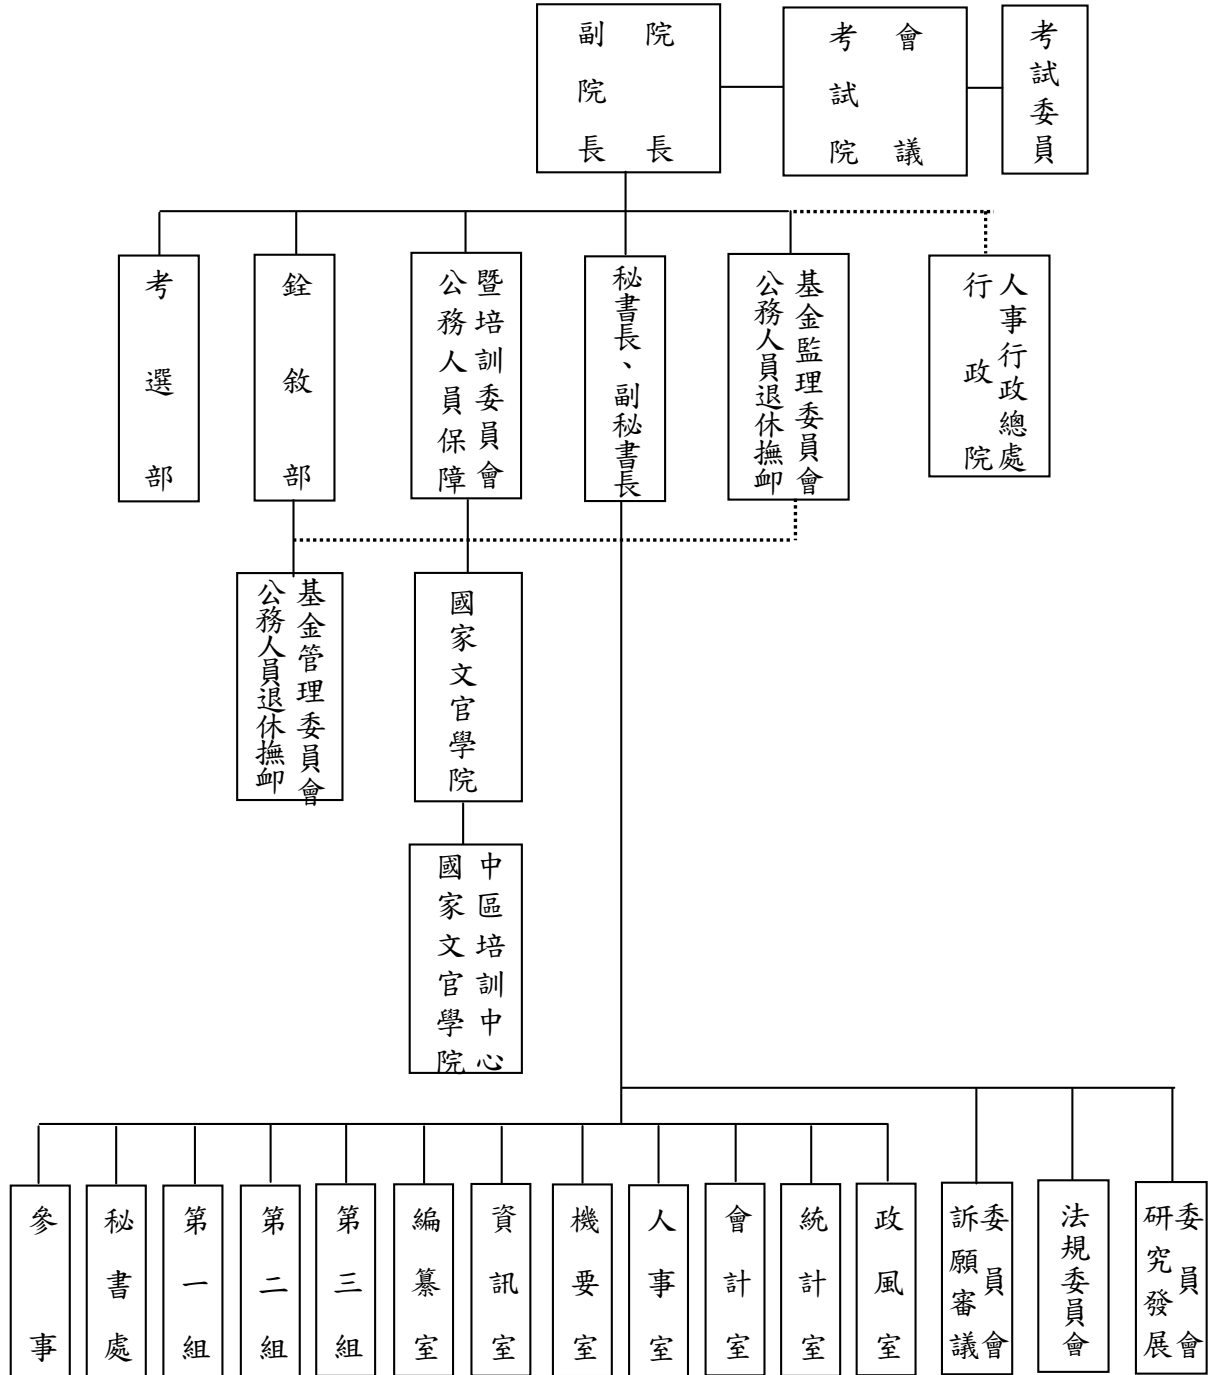 副院長
院長
考試院
會議
考試委員
考選部
銓敘部
公務人員保障
暨培訓委員會
秘書長、副秘書長
公務人員退休撫卹
基金監理委員會
行政院
人事行政總處
公務人員退休撫卹
基金管理委員會
國家文官學院
國家文官學院
中區培訓中心
參事
秘書處
第一組
第二組
第三組
編纂室
資訊室
機要室
人事室
會計室
統計室
政風室
訴願審議
委員會
法規委員會
研究發展
委員會